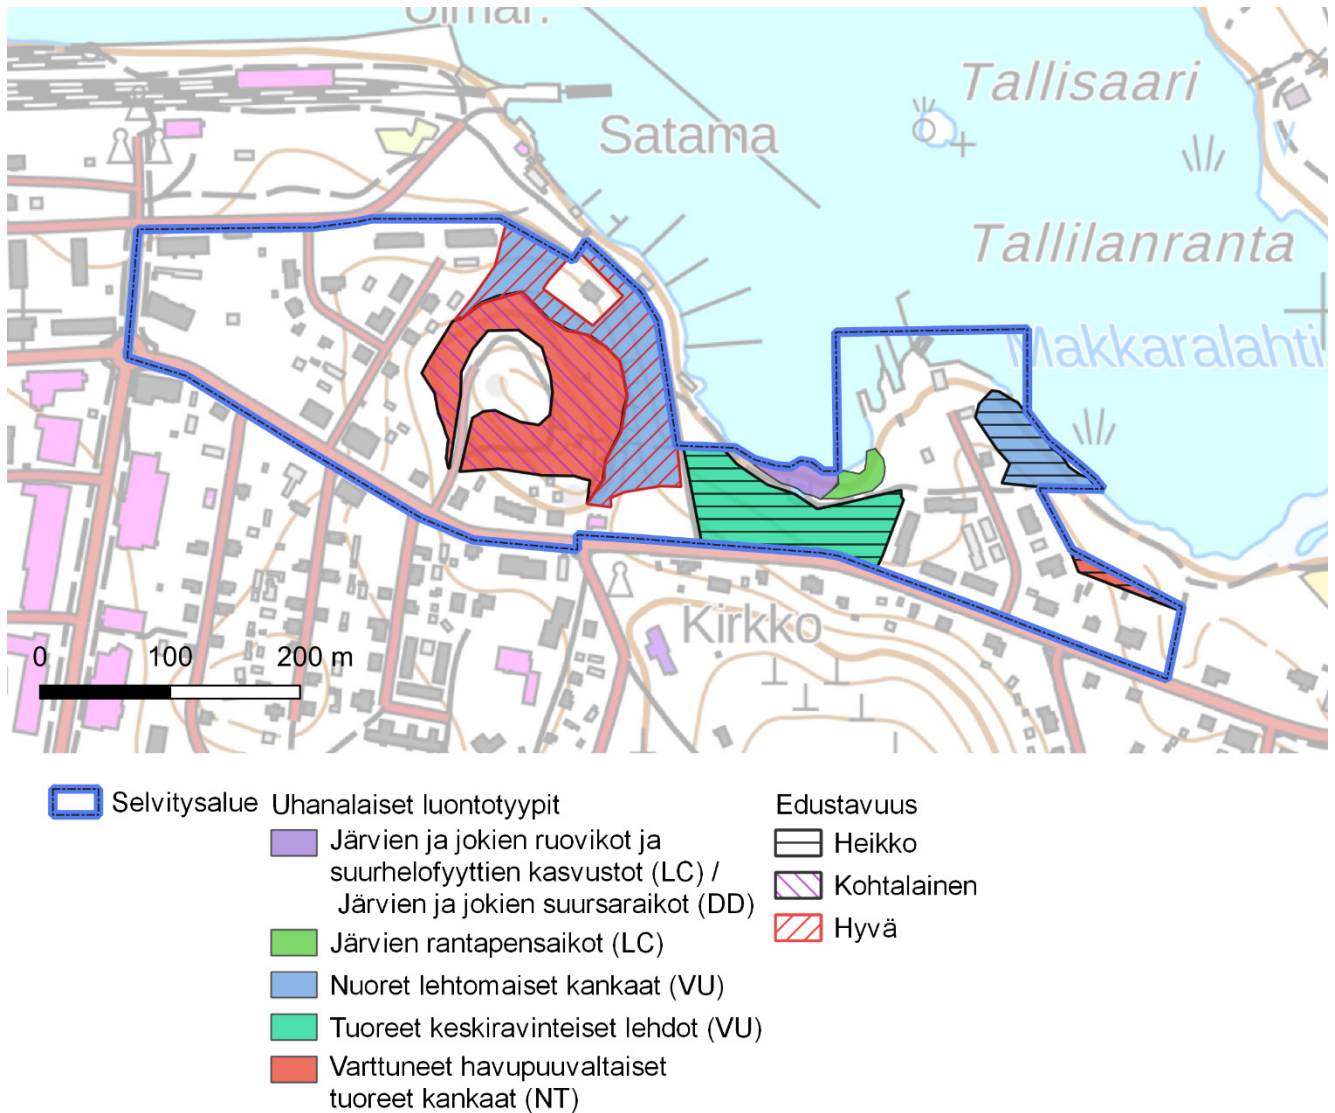 Satama
Tallisaari
Tallilanranta
Makkaralahti
Kirkko
0 100 200 m
Selvitysalue
Uhanalaiset luontotyypit
Järvien ja jokien ruovikot ja
suurhelofyyttien kasvustot (LC) /
Järvien ja jokien suursaraikot (DD)
Järvien rantapensaikot (LC)
Nuoret lehtomaiset kankaat (VU)
Tuoreet keskiravinteiset lehdot (VU)
Varttuneet havupuuvaltaiset
tuoreet kankaat (NT)
Edustavuus
Heikko
Kohtalainen
Hyvä